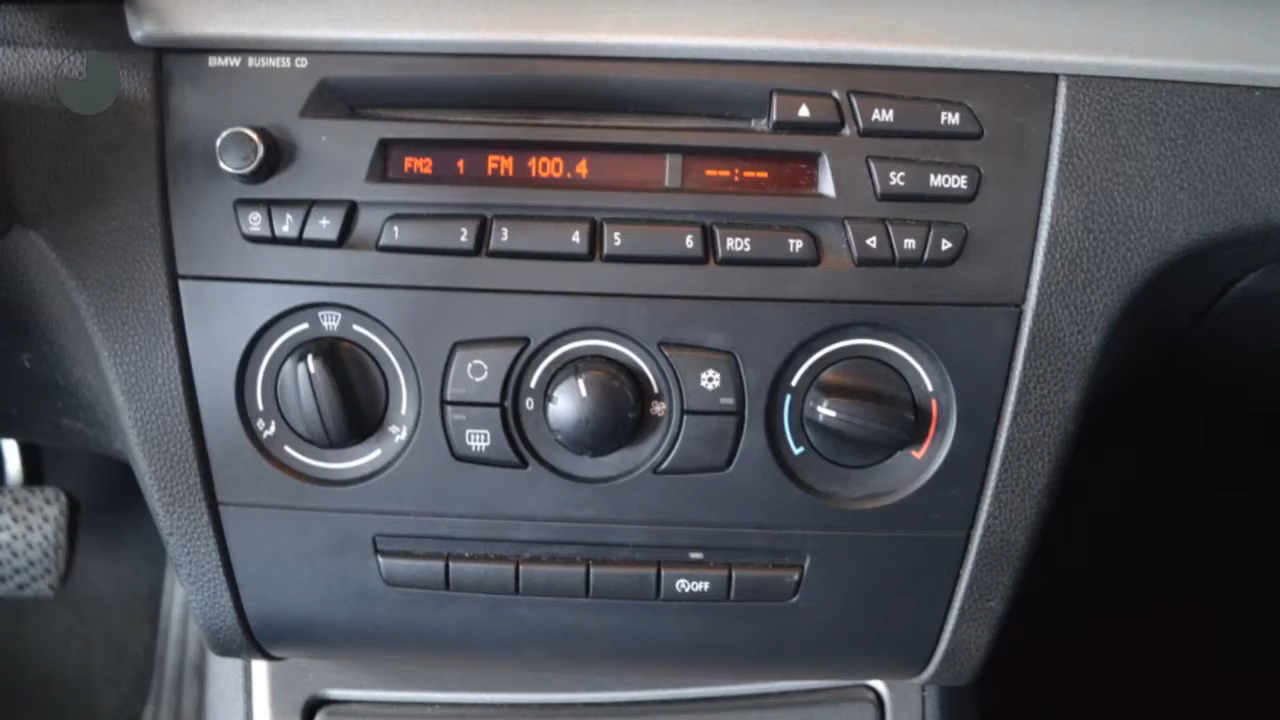 BMW BUSINESS CD
AM FM
FM2 1 FM 100.4 --:--
SC MODE
1 2 3 4 5 6 RDS TP m
0
OFF